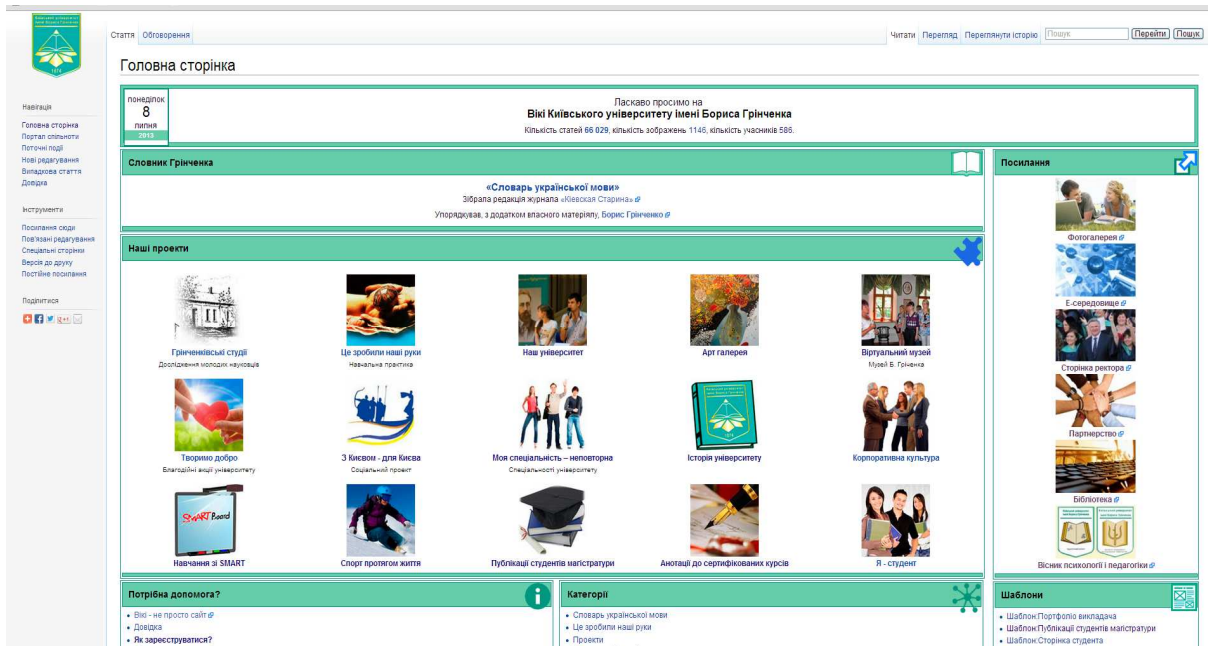 Київський університет
імені Бориса Грінченка
1874
Стаття Обговорення
Читати Перегляд Переглянути історію Пошук Перейти Пошук
Головна сторінка
Навігація
Головна сторінка
Портал спільноти
Поточні події
Нові редагування
Випадкова стаття
Довідка
Інструменти
Посилання сюди
Пов'язані редагування
Спеціальні сторінки
Версія до друку
Постійне посилання
Поділитися
понеділок
8
липня
2013
Ласкаво просимо на
Вікі Київського університету імені Бориса Грінченка
Кількість статей 66 029, кількість зображень 1146, кількість учасників 586.
Словник Грінченка
«Словарь української мови»
Зібрала редакція журнала «Кіевская Старина»
Упорядкував, з додатком власного матеріялу, Борис Грінченко
Наші проекти
Грінченківські студії
Дослідження молодих науковців
Це зробили наші руки
Навчальна практика
Наш університет
Арт галерея
Віртуальний музей
Музей Б. Гріченка
Творимо добро
Благодійні акції університету
З Києвом - для Києва
Соціальний проект
Моя спеціальність – неповторна
Спеціальності університету
Історія університету
Корпоративна культура
SMART Board
Навчання зі SMART
Спорт протягом життя
Публікації студентів магістратури
Анотації до сертифікованих курсів
Я - студент
Посилання
Фотогалерея
Е-середовище
Сторінка ректора
Партнерство
Бібліотека
Вісник психології і педагогіки
Потрібна допомога?
Вікі - не просто сайт
Довідка
Як зареєструватися?
Категорії
Словарь української мови
Це зробили наші руки
Проекти
Шаблони
Шаблон:Портфоліо викладача
Шаблон:Публікації студентів магістратури
Шаблон:Сторінка студента